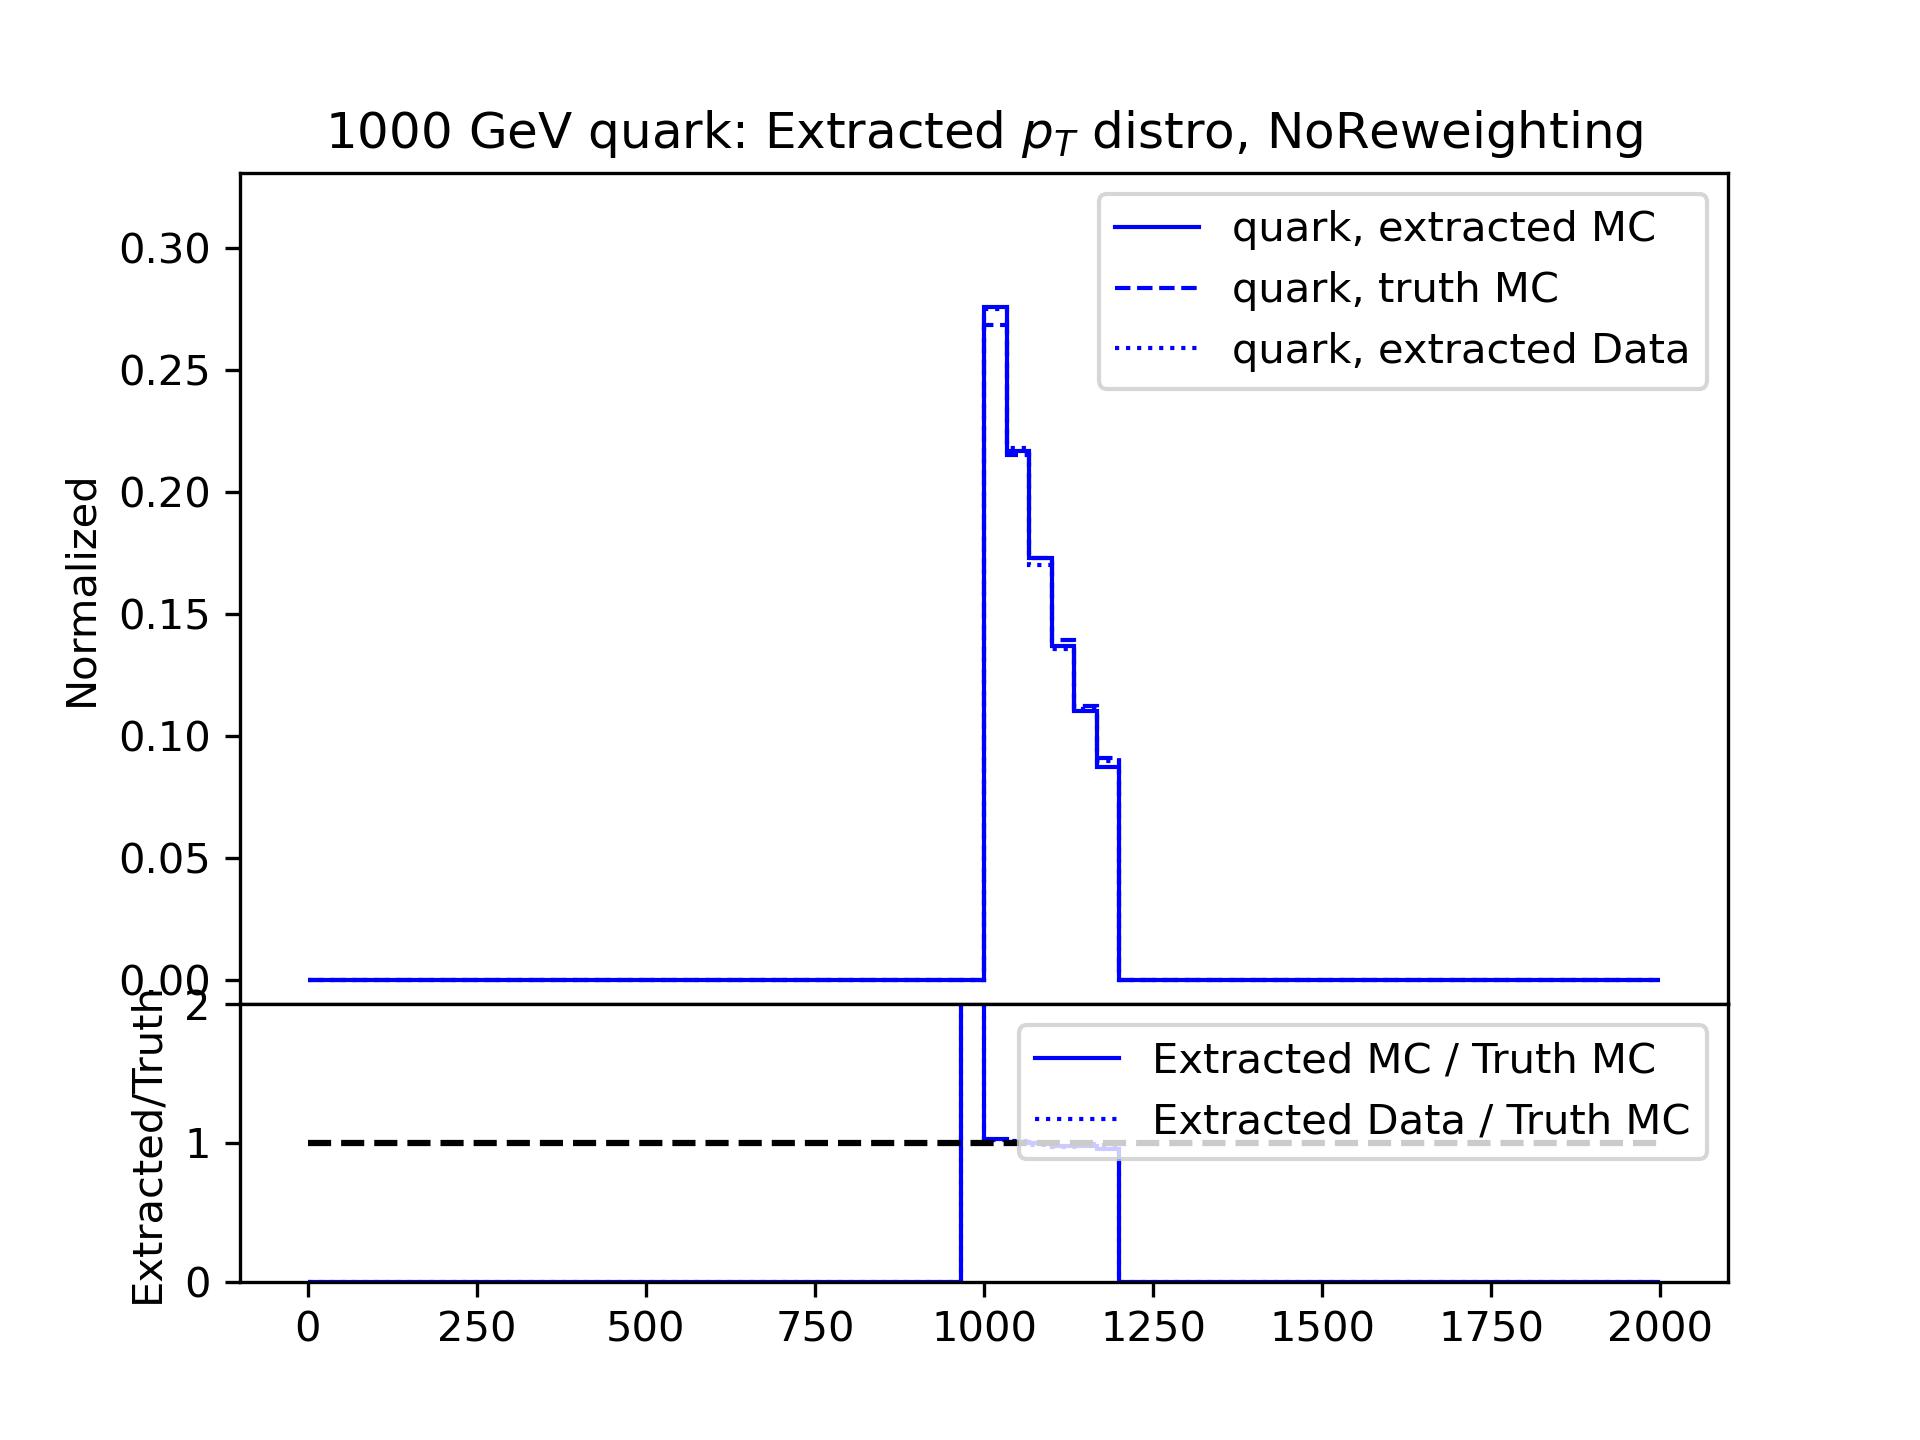 1000 GeV quark: Extracted p_T distro, NoReweighting
quark, extracted MC
quark, truth MC
quark, extracted Data
Normalized
0.30
0.25
0.20
0.15
0.10
0.05
0.00
Extracted MC / Truth MC
Extracted Data / Truth MC
Extracted/Truth
2
1
0
0 250 500 750 1000 1250 1500 1750 2000